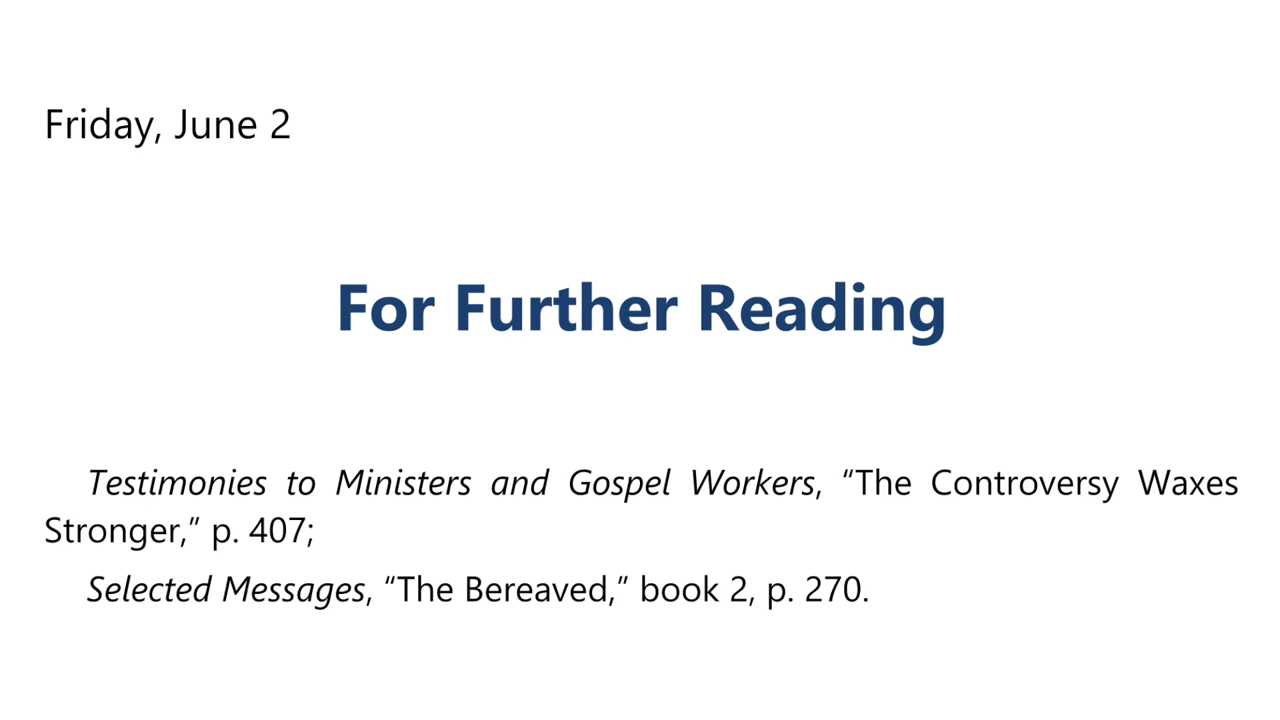 Friday, June 2
For Further Reading
Testimonies to Ministers and Gospel Workers, “The Controversy Waxes
Stronger,” p. 407;
Selected Messages, “The Bereaved,” book 2, p. 270.